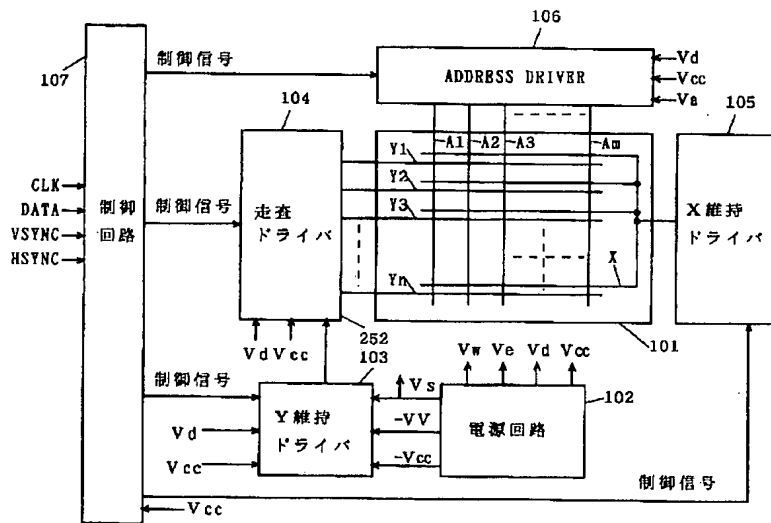 106
107
制御信号
ADDRESS DRIVER
Vd
Vcc
Va
104
105
A1
A2
A3
Am
Y1
Y2
Y3
Yn
X
CLK
DATA
VSYNC
HSYNC
制御
回路
制御信号
走査
ドライバ
X維持
ドライバ
101
Vd
Vcc
252
103
Vw
Ve
Vd
Vcc
制御信号
Vs
102
Y維持
ドライバ
-VV
-Vcc
電源回路
Vd
Vcc
制御信号
Vcc